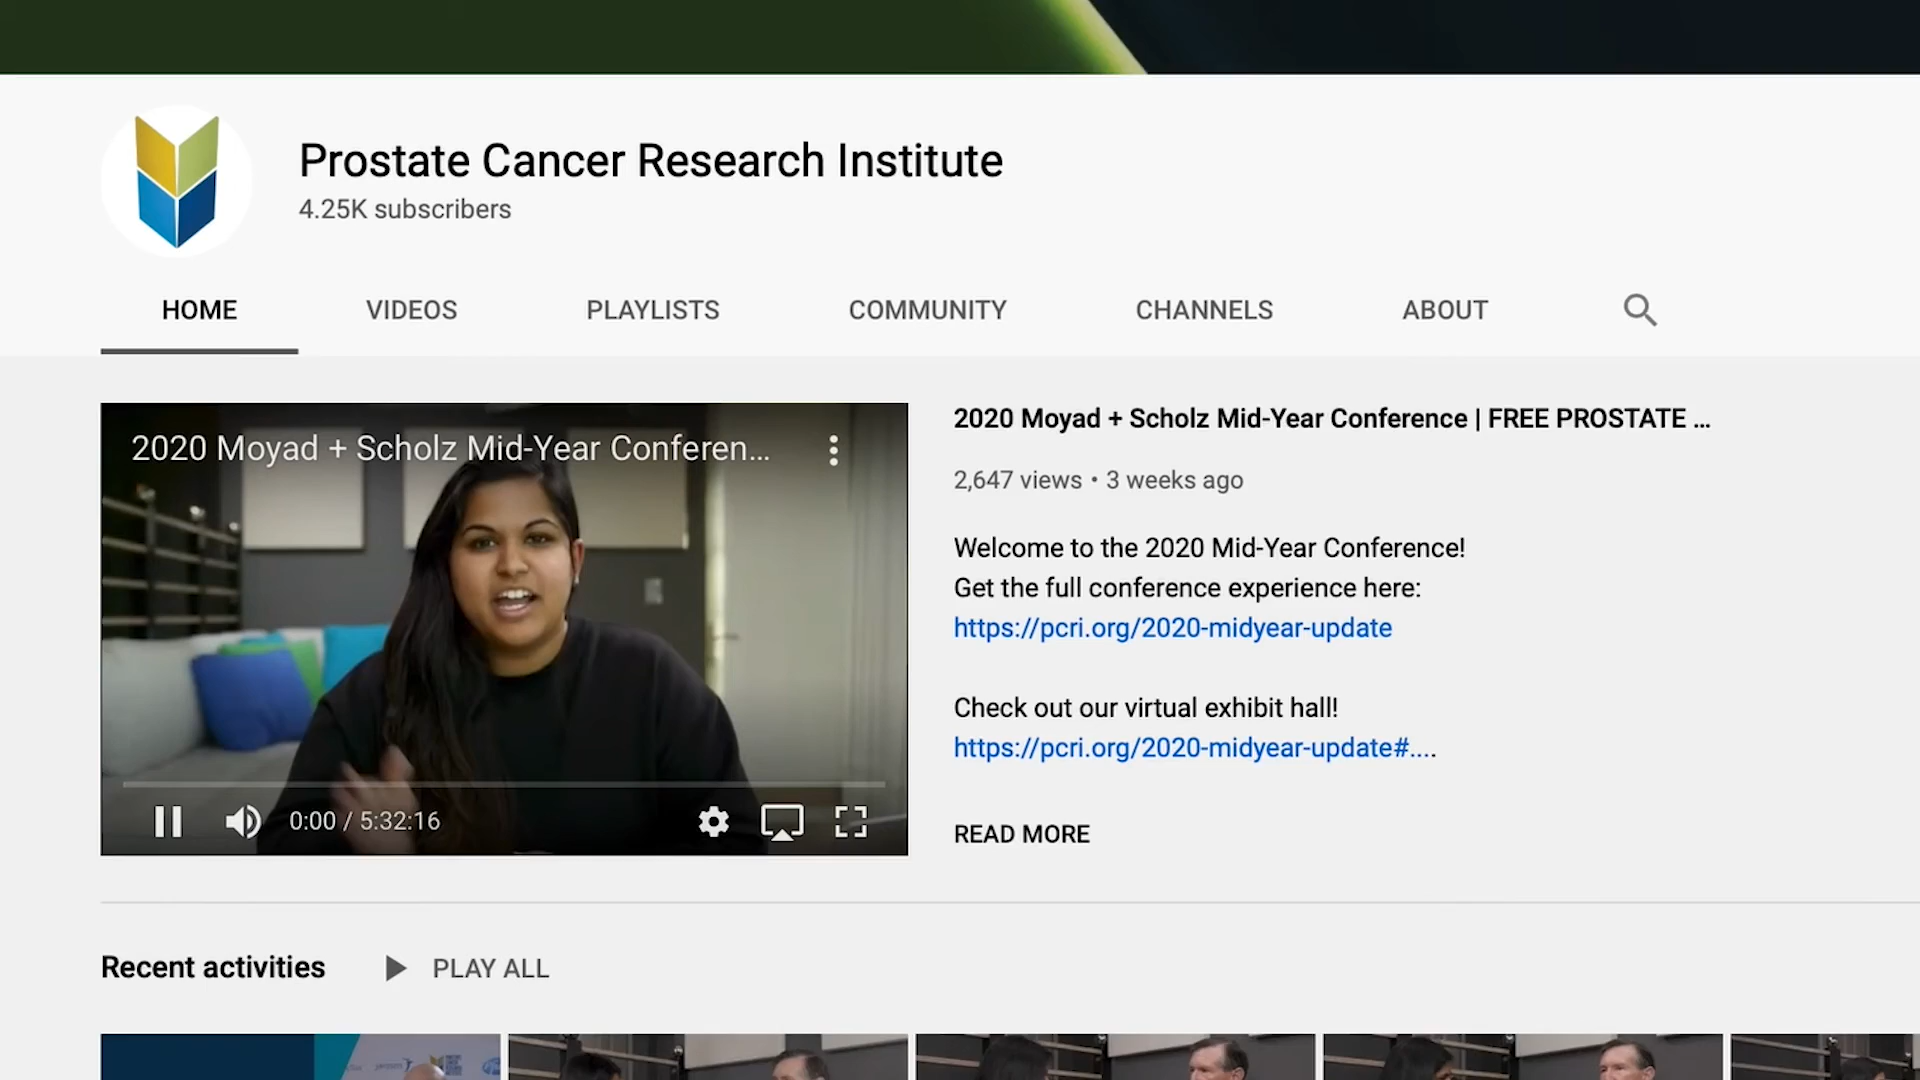 Prostate Cancer Research Institute
4.25K subscribers
HOME VIDEOS PLAYLISTS COMMUNITY CHANNELS ABOUT
2020 Moyad + Scholz Mid-Year Conferen...
0:00 / 5:32:16
2020 Moyad + Scholz Mid-Year Conference | FREE PROSTATE ...
2,647 views • 3 weeks ago
Welcome to the 2020 Mid-Year Conference!
Get the full conference experience here:
https://pcri.org/2020-midyear-update
Check out our virtual exhibit hall!
https://pcri.org/2020-midyear-update#....
READ MORE
Recent activities
PLAY ALL